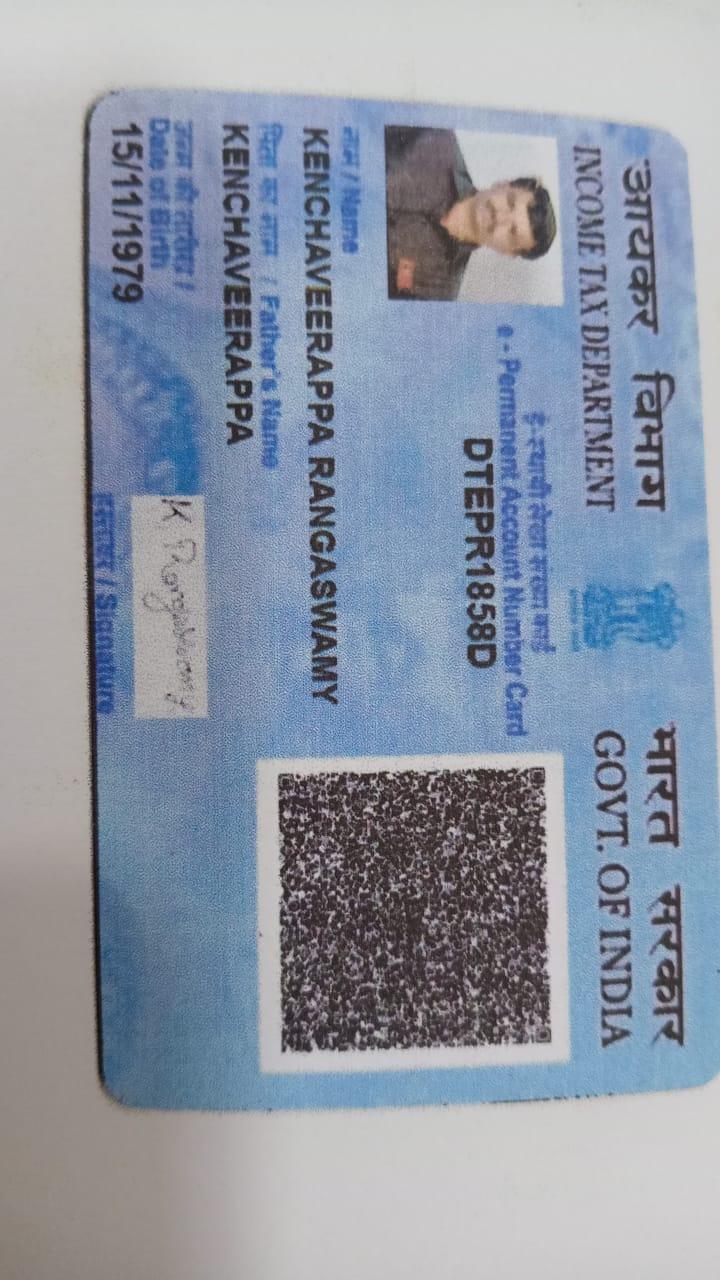 आयकर विभाग
INCOME TAX DEPARTMENT
भारत सरकार
GOVT. OF INDIA
ई-स्थायी लेखा संख्या कार्ड
e - Permanent Account Number Card
DTEPR1858D
नाम / Name
KENCHAVEERAPPA RANGASWAMY
पिता का नाम / Father's Name
KENCHAVEERAPPA
जन्म की तारीख /
Date of Birth
15/11/1979
K Rangaswamy
हस्ताक्षर / Signature